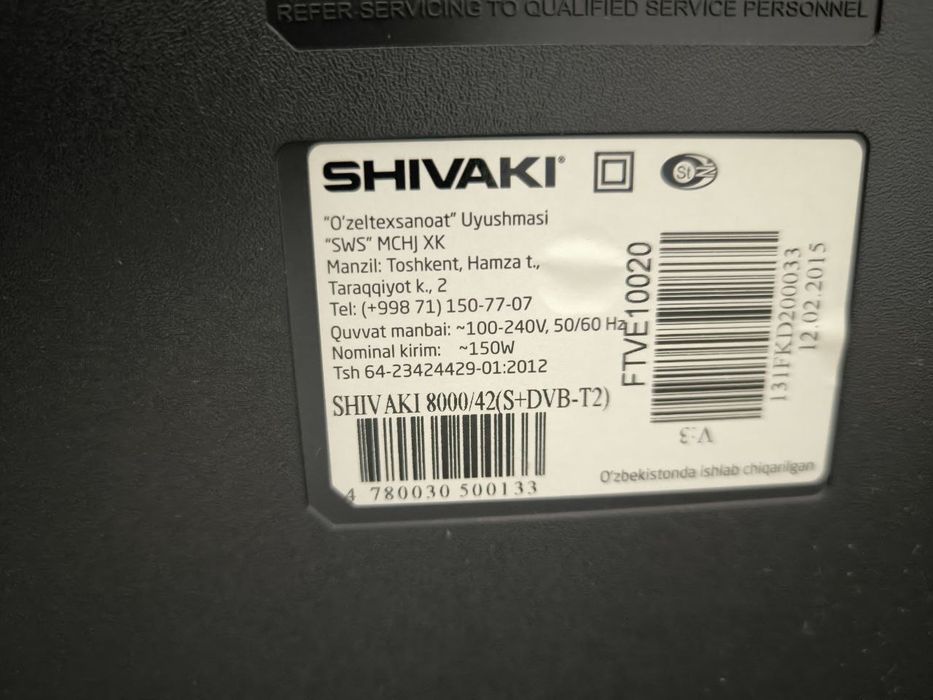 REFER SERVICING TO QUALIFIED SERVICE PERSONNEL
SHIVAKI®
St
"O'zeltexsanoat" Uyushmasi
"SWS" MCHJ XK
Manzil: Toshkent, Hamza t.,
Taraqqiyot k., 2
Tel: (+998 71) 150-77-07
Quvvat manbai: ~100-240V, 50/60 Hz
Nominal kirim: ~150W
Tsh 64-23424429-01:2012
SHIVAKI 8000/42(S+DVB-T2)
4 780030 500133
FTVE10020
131FKD200033
12.02.2015
V-3
O'zbekistonda ishlab chiqarilgan